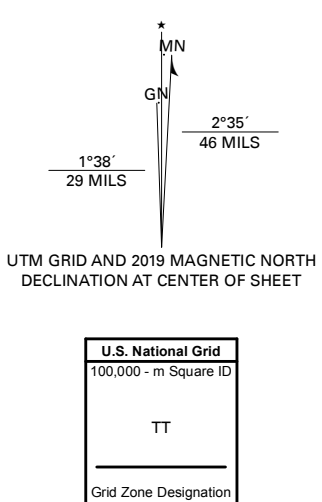 ★
MN
GN
2°35´
46 MILS
1°38´
29 MILS
UTM GRID AND 2019 MAGNETIC NORTH
DECLINATION AT CENTER OF SHEET
U.S. National Grid
100,000 - m Square ID
TT
Grid Zone Designation